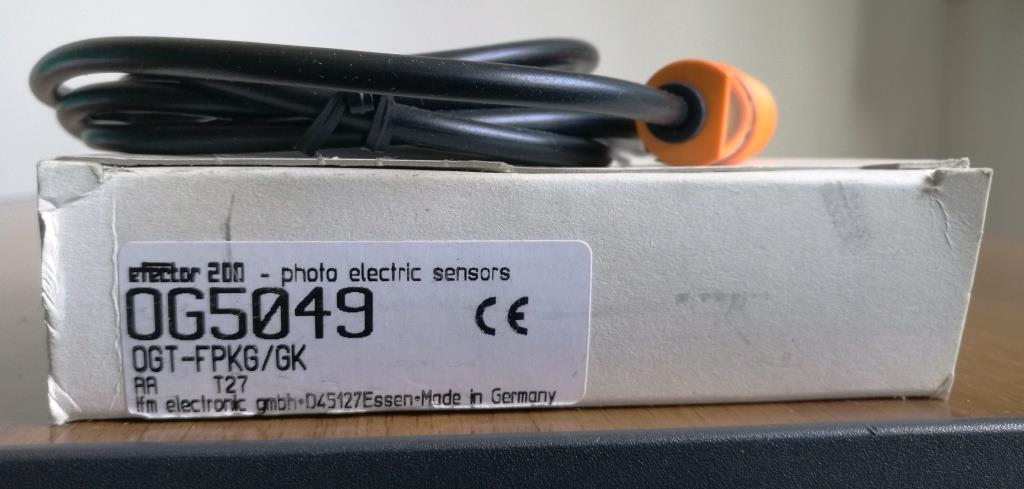 efector 200 - photo electric sensors
OG5049
CE
OGT-FPKG/GK
AA T27
ifm electronic gmbh•D45127Essen•Made in Germany